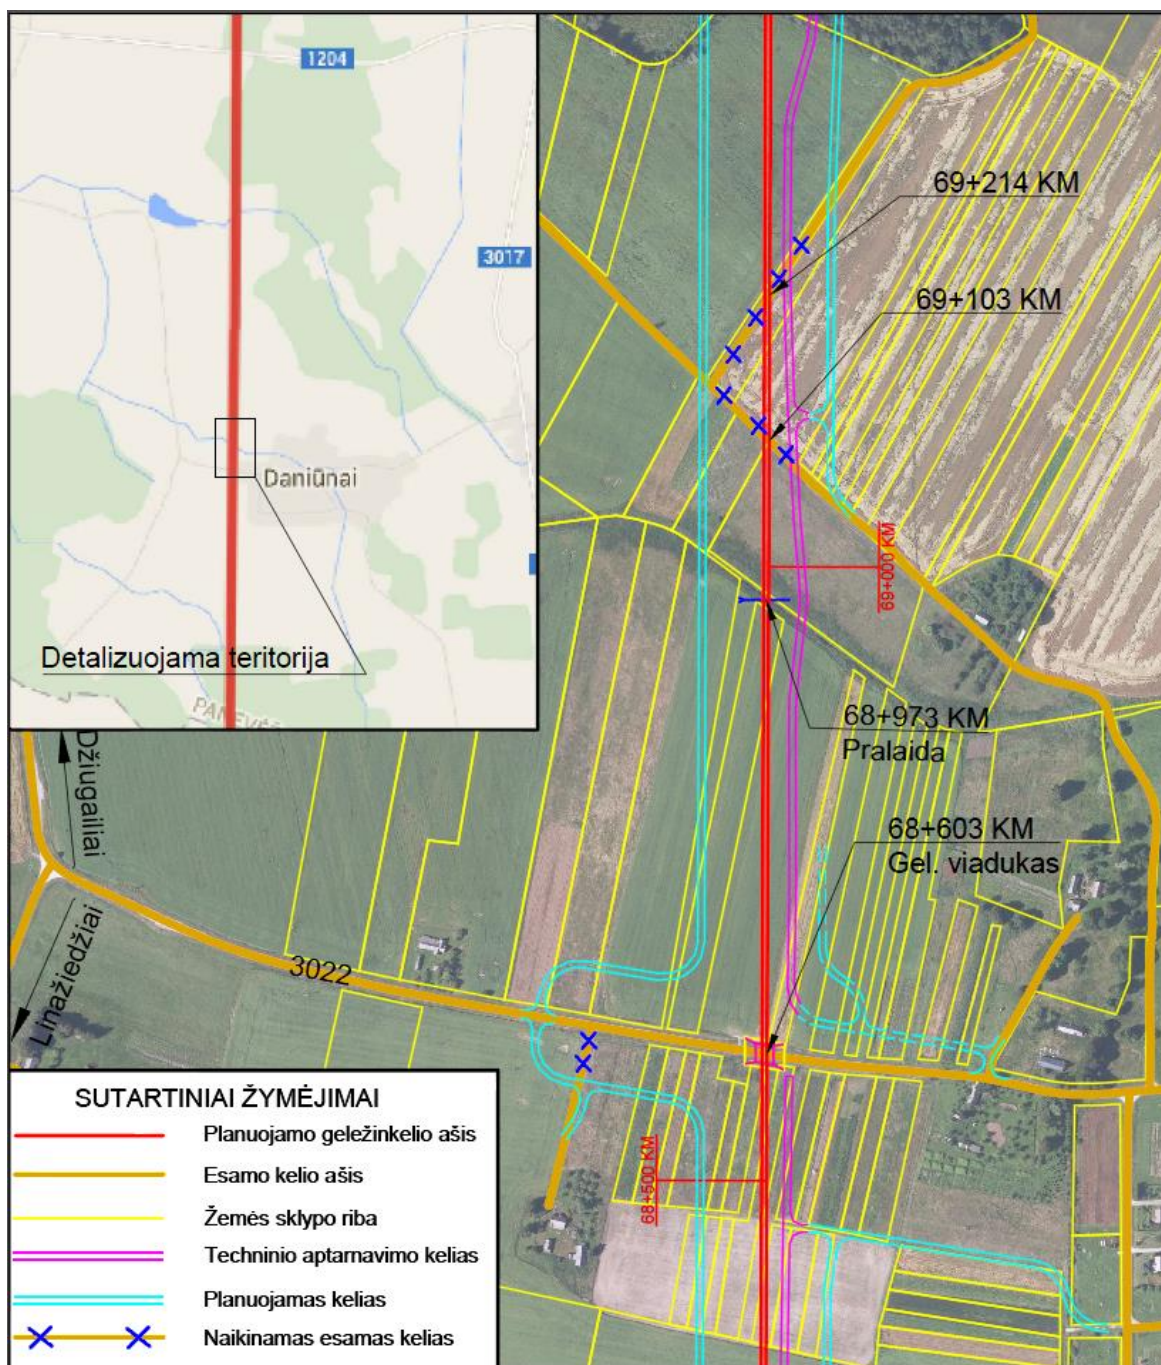 1204
3017
Daniūnai
Detalizuojama teritorija
69+214 KM
69+103 KM
69+000 KM
68+973 KM
Pralaida
68+603 KM
Gel. viadukas
Džiugailiai
Linažiedžiai
3022
68+500 KM
SUTARTINIAI ŽYMĖJIMAI
Planuojamo geležinkelio ašis
Esamo kelio ašis
Žemės sklypo riba
Techninio aptarnavimo kelias
Planuojamas kelias
Naikinamas esamas kelias